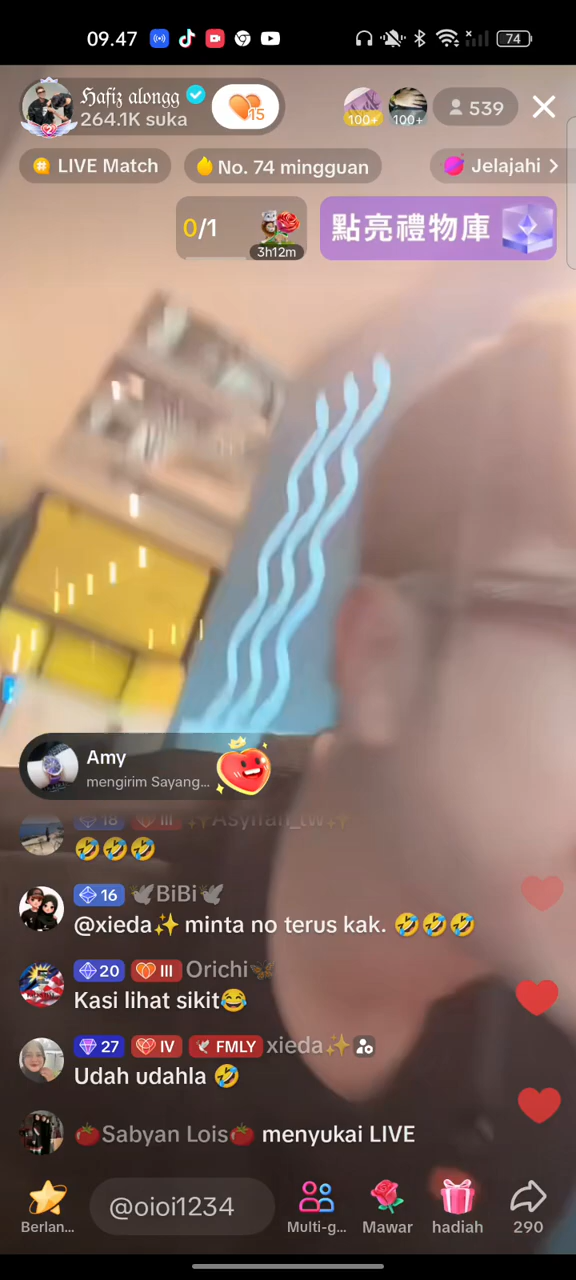 09.47
74
Hafiz alongg
264.1K suka
15
100+
100+
539
LIVE Match
No. 74 mingguan
Jelajahi
0/1
3h12m
點亮禮物庫
Amy
mengirim Sayang...
18 III ✨Asyifah_tw✨
🤣🤣🤣
16 🕊BiBi🕊
@xieda✨ minta no terus kak. 🤣🤣🤣
20 III Orichi🦋
Kasi lihat sikit😂
27 IV FMLY xieda✨
Udah udahla 🤣
🍅Sabyan Lois🍅 menyukai LIVE
@oioi1234
Berlan...
Multi-g...
Mawar
hadiah
290